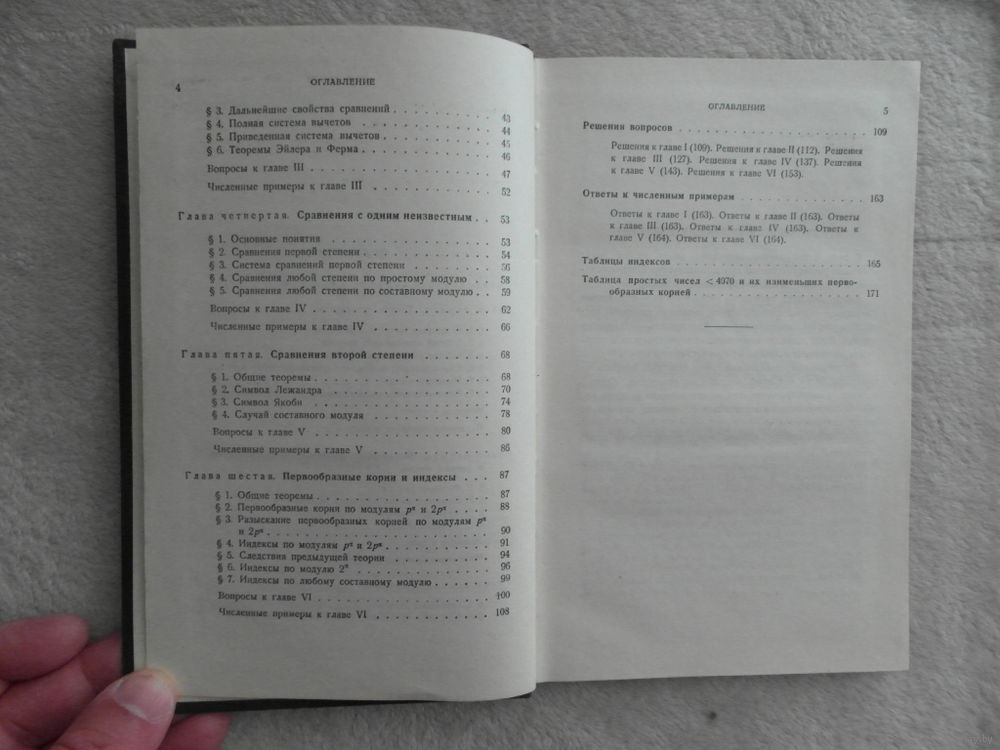 4
ОГЛАВЛЕНИЕ
§ 3. Дальнейшие свойства сравнений . . . . . . . . 43
§ 4. Полная система вычетов . . . . . . . . . . . 44
§ 5. Приведенная система вычетов . . . . . . . . . 45
§ 6. Теоремы Эйлера и Ферма . . . . . . . . . . . 46
Вопросы к главе III . . . . . . . . . . . . . . . 47
Численные примеры к главе III . . . . . . . . . . 52
Глава четвертая. Сравнения с одним неизвестным . . 53
§ 1. Основные понятия . . . . . . . . . . . . . . 53
§ 2. Сравнения первой степени . . . . . . . . . . 54
§ 3. Система сравнений первой степени . . . . . . 56
§ 4. Сравнения любой степени по простому модулю . . 58
§ 5. Сравнения любой степени по составному модулю . . 59
Вопросы к главе IV . . . . . . . . . . . . . . . 62
Численные примеры к главе IV . . . . . . . . . . 66
Глава пятая. Сравнения второй степени . . . . . . . 68
§ 1. Общие теоремы . . . . . . . . . . . . . . . . 68
§ 2. Символ Лежандра . . . . . . . . . . . . . . . 70
§ 3. Символ Якоби . . . . . . . . . . . . . . . . 74
§ 4. Случай составного модуля . . . . . . . . . . 78
Вопросы к главе V . . . . . . . . . . . . . . . . 80
Численные примеры к главе V . . . . . . . . . . . 86
Глава шестая. Первообразные корни и индексы . . . 87
§ 1. Общие теоремы . . . . . . . . . . . . . . . . 87
§ 2. Первообразные корни по модулям pᵅ и 2pᵅ . . . . 88
§ 3. Разыскание первообразных корней по модулям pᵅ
и 2pᵅ . . . . . . . . . . . . . . . . . . . . 90
§ 4. Индексы по модулям pᵅ и 2pᵅ . . . . . . . . . 91
§ 5. Следствия предыдущей теории . . . . . . . . . 94
§ 6. Индексы по модулю 2ᵅ . . . . . . . . . . . . 96
§ 7. Индексы по любому составному модулю . . . . . . 99
Вопросы к главе VI . . . . . . . . . . . . . . . 100
Численные примеры к главе VI . . . . . . . . . . 108
ОГЛАВЛЕНИЕ
5
Решения вопросов . . . . . . . . . . . . . . . . 109
Решения к главе I (109). Решения к главе II (112). Решения
к главе III (127). Решения к главе IV (137). Решения
к главе V (143). Решения к главе VI (153).
Ответы к численным примерам . . . . . . . . . . . 163
Ответы к главе I (163). Ответы к главе II (163). Ответы
к главе III (163). Ответы к главе IV (163). Ответы к
главе V (164). Ответы к главе VI (164).
Таблицы индексов . . . . . . . . . . . . . . . . 165
Таблица простых чисел < 4070 и их наименьших перво-
образных корней . . . . . . . . . . . . . . . 171